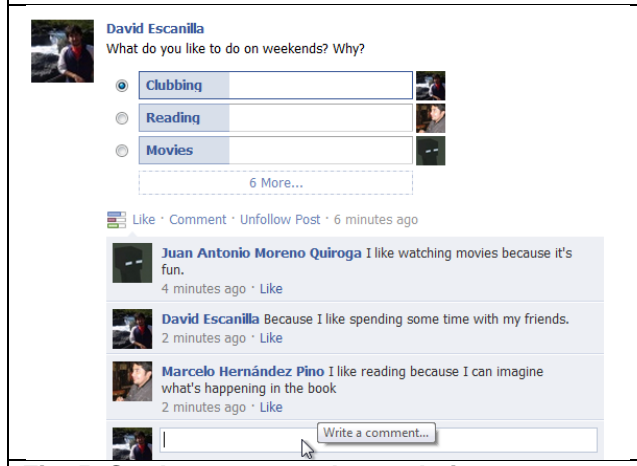 David Escanilla
What do you like to do on weekends? Why?
Clubbing
Reading
Movies
6 More...
Like · Comment · Unfollow Post · 6 minutes ago
Juan Antonio Moreno Quiroga I like watching movies because it's
fun.
4 minutes ago · Like
David Escanilla Because I like spending some time with my friends.
2 minutes ago · Like
Marcelo Hernández Pino I like reading because I can imagine
what's happening in the book
2 minutes ago · Like
Write a comment...